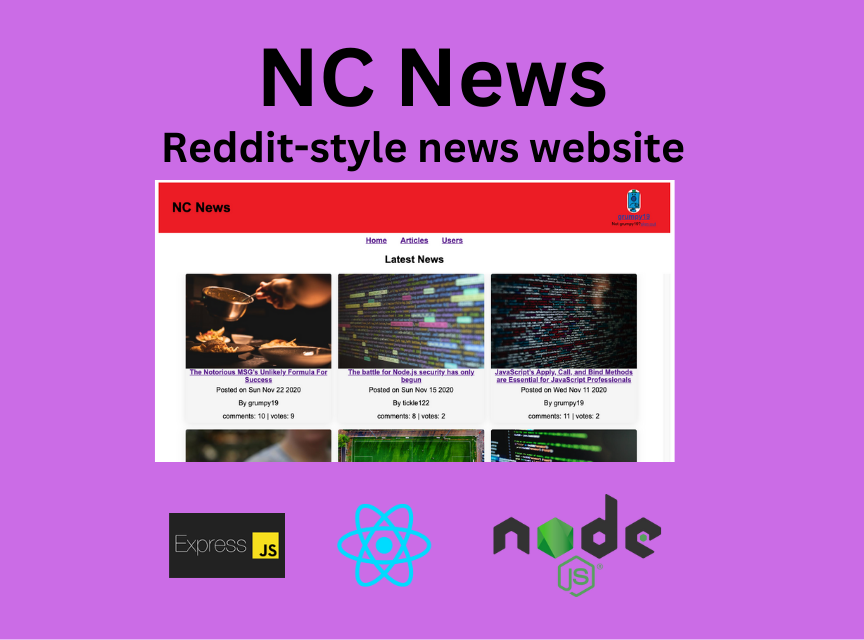 NC News
Reddit-style news website
NC News
grumpy19
Home Articles Users
Latest News
The Notorious MSG's Unlikely Formula For
Success
Posted on Sun Nov 22 2020
By grumpy19
comments: 10 | votes: 9
The battle for Node.js security has only
begun
Posted on Sun Nov 15 2020
By tickle122
comments: 8 | votes: 2
JavaScript's Apply, Call, and Bind Methods
are Essential for JavaScript Professionals
Posted on Wed Nov 11 2020
By grumpy19
comments: 11 | votes: 2
Express JS
node
JS